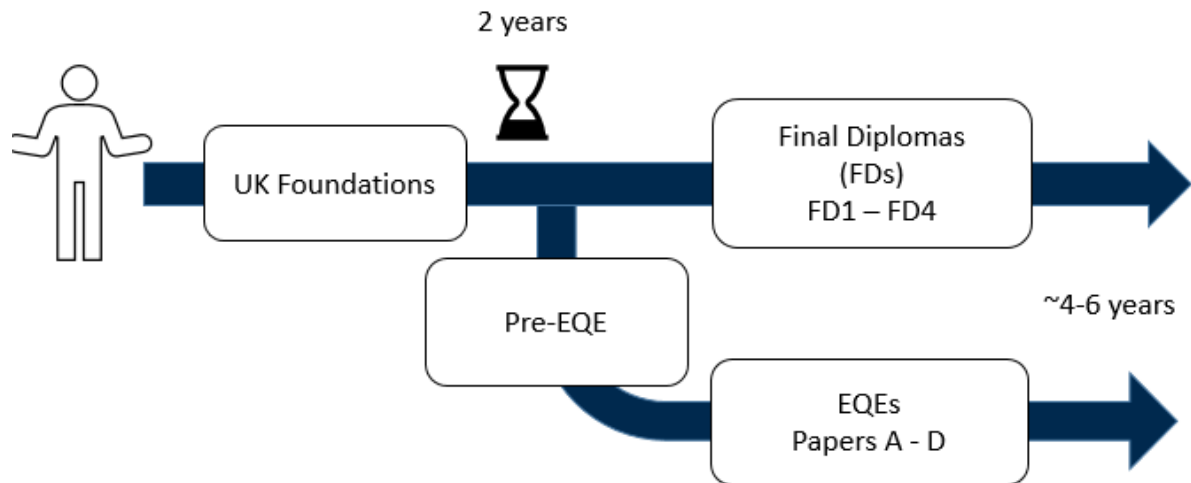 2 years
UK Foundations
Final Diplomas
(FDs)
FD1 – FD4
Pre-EQE
~4-6 years
EQEs
Papers A - D